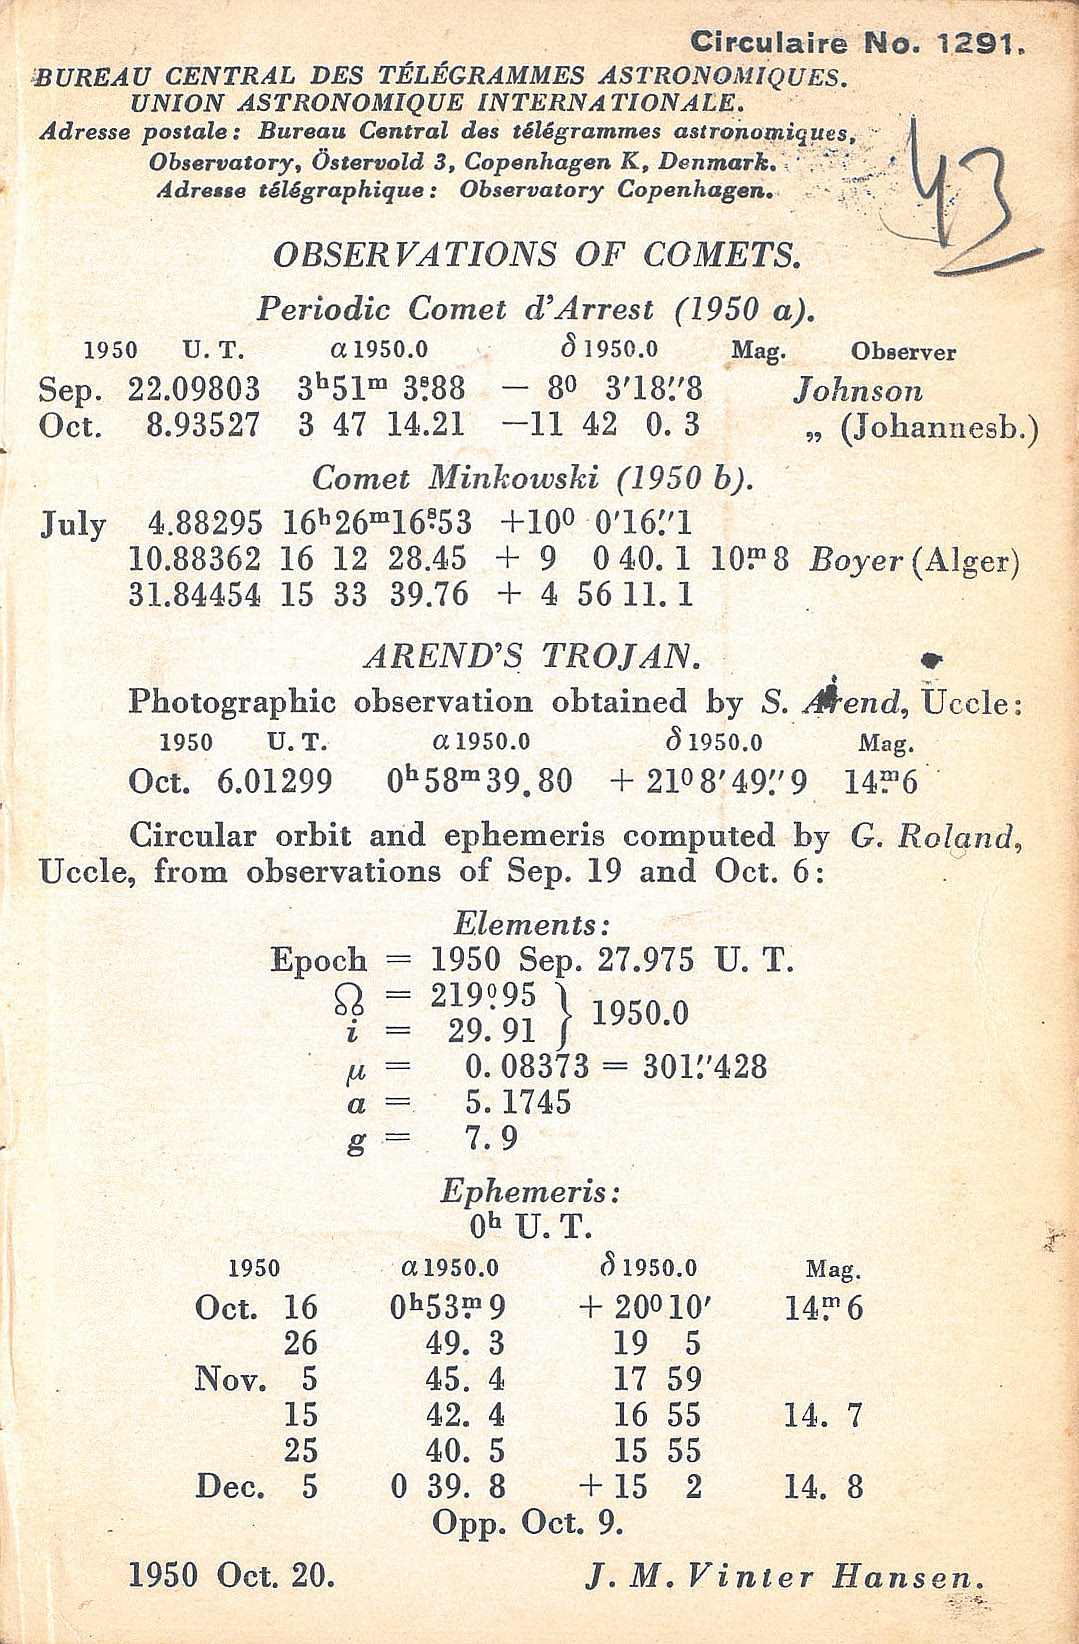 Circulaire No. 1291.
BUREAU CENTRAL DES TÉLÉGRAMMES ASTRONOMIQUES.
UNION ASTRONOMIQUE INTERNATIONALE.
Adresse postale: Bureau Central des télégrammes astronomiques,
Observatory, Östervold 3, Copenhagen K, Denmark.
Adresse télégraphique: Observatory Copenhagen.
43
OBSERVATIONS OF COMETS.
Periodic Comet d'Arrest (1950 a).
1950 U. T. α 1950.0 δ 1950.0 Mag. Observer
Sep. 22.09803 3ʰ51ᵐ 3ˢ.88 — 8⁰ 3′18″.8 Johnson
Oct. 8.93527 3 47 14.21 —11 42 0. 3 „ (Johannesb.)
Comet Minkowski (1950 b).
July 4.88295 16ʰ26ᵐ16ˢ.53 +10⁰ 0′16″.1
10.88362 16 12 28.45 + 9 0 40. 1 10ᵐ.8 Boyer (Alger)
31.84454 15 33 39.76 + 4 56 11. 1
AREND'S TROJAN.
Photographic observation obtained by S. Arend, Uccle:
1950 U. T. α 1950.0 δ 1950.0 Mag.
Oct. 6.01299 0ʰ58ᵐ39.80 + 21⁰8′49″.9 14ᵐ.6
Circular orbit and ephemeris computed by G. Roland,
Uccle, from observations of Sep. 19 and Oct. 6:
Elements:
Epoch = 1950 Sep. 27.975 U. T.
☊ = 219⁰.95 } 1950.0
i = 29. 91
μ = 0. 08373 = 301″.428
a = 5. 1745
g = 7. 9
Ephemeris:
0ʰ U. T.
1950 α 1950.0 δ 1950.0 Mag.
Oct. 16 0ʰ53ᵐ.9 + 20⁰10′ 14ᵐ.6
26 49. 3 19 5
Nov. 5 45. 4 17 59
15 42. 4 16 55 14. 7
25 40. 5 15 55
Dec. 5 0 39. 8 + 15 2 14. 8
Opp. Oct. 9.
1950 Oct. 20. J. M. Vinter Hansen.